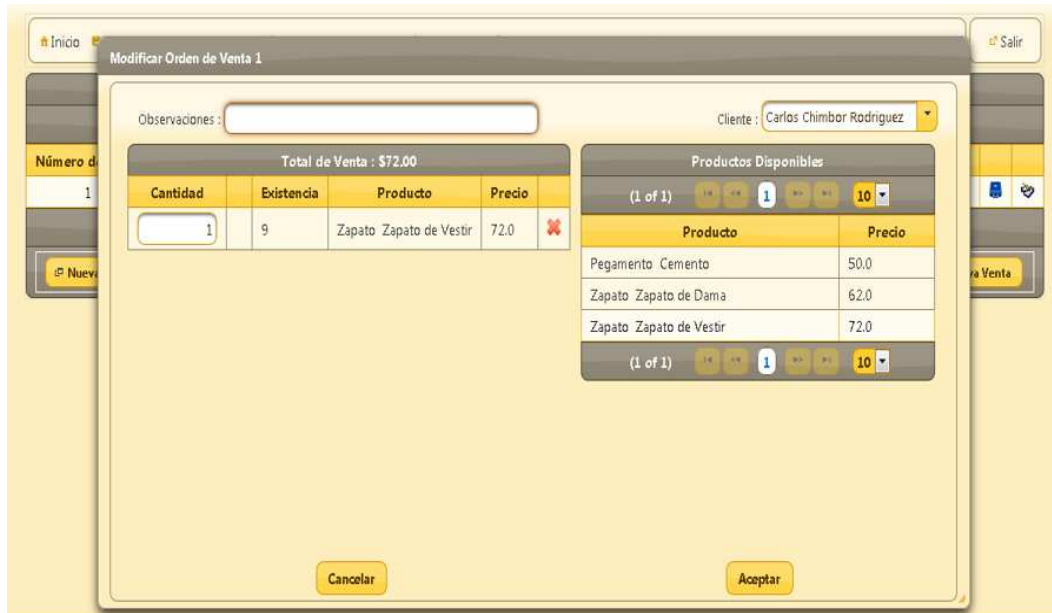 Inicio
Salir
Modificar Orden de Venta 1
Observaciones :
Cliente : Carlos Chimbor Rodriguez
Total de Venta : $72.00
Cantidad Existencia Producto Precio
1 9 Zapato Zapato de Vestir 72.0
Productos Disponibles
(1 of 1) 1 10
Producto Precio
Pegamento Cemento 50.0
Zapato Zapato de Dama 62.0
Zapato Zapato de Vestir 72.0
(1 of 1) 1 10
Número d
1
Nueva
va Venta
Cancelar
Aceptar